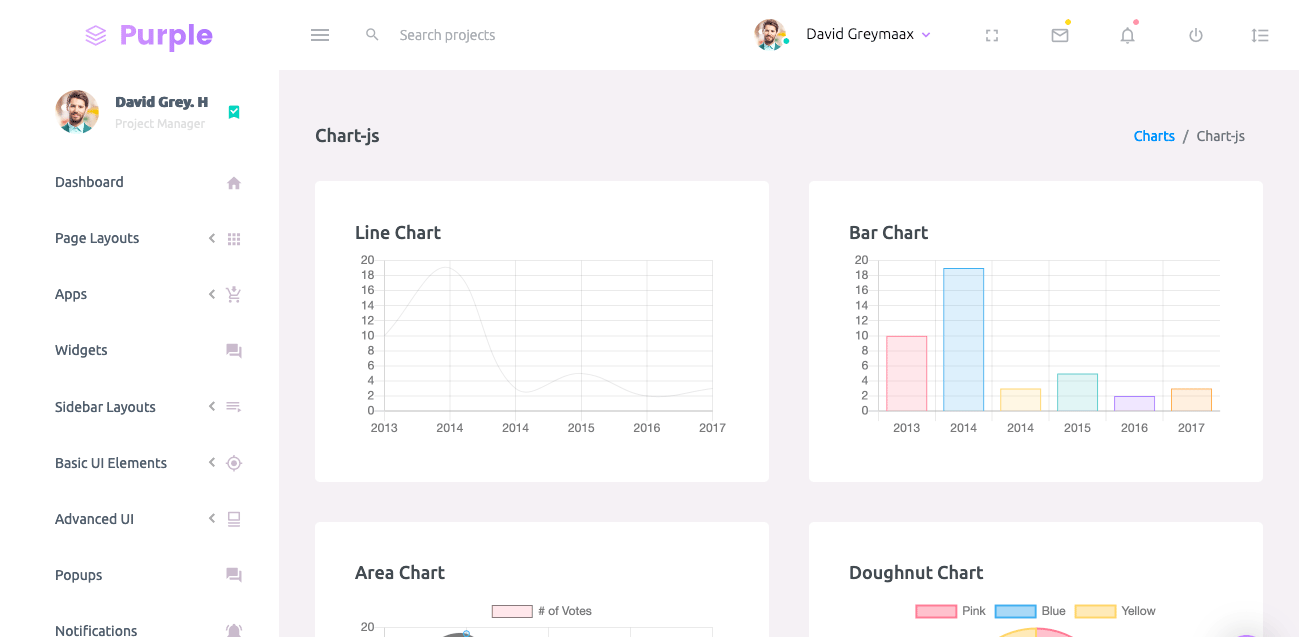 Purple
Search projects
David Greymaax
David Grey. H
Project Manager
Dashboard
Page Layouts
Apps
Widgets
Sidebar Layouts
Basic UI Elements
Advanced UI
Popups
Notifications
Chart-js
Charts / Chart-js
Line Chart
20
18
16
14
12
10
8
6
4
2
0
2013 2014 2014 2015 2016 2017
Bar Chart
20
18
16
14
12
10
8
6
4
2
0
2013 2014 2014 2015 2016 2017
Area Chart
# of Votes
20
Doughnut Chart
Pink Blue Yellow